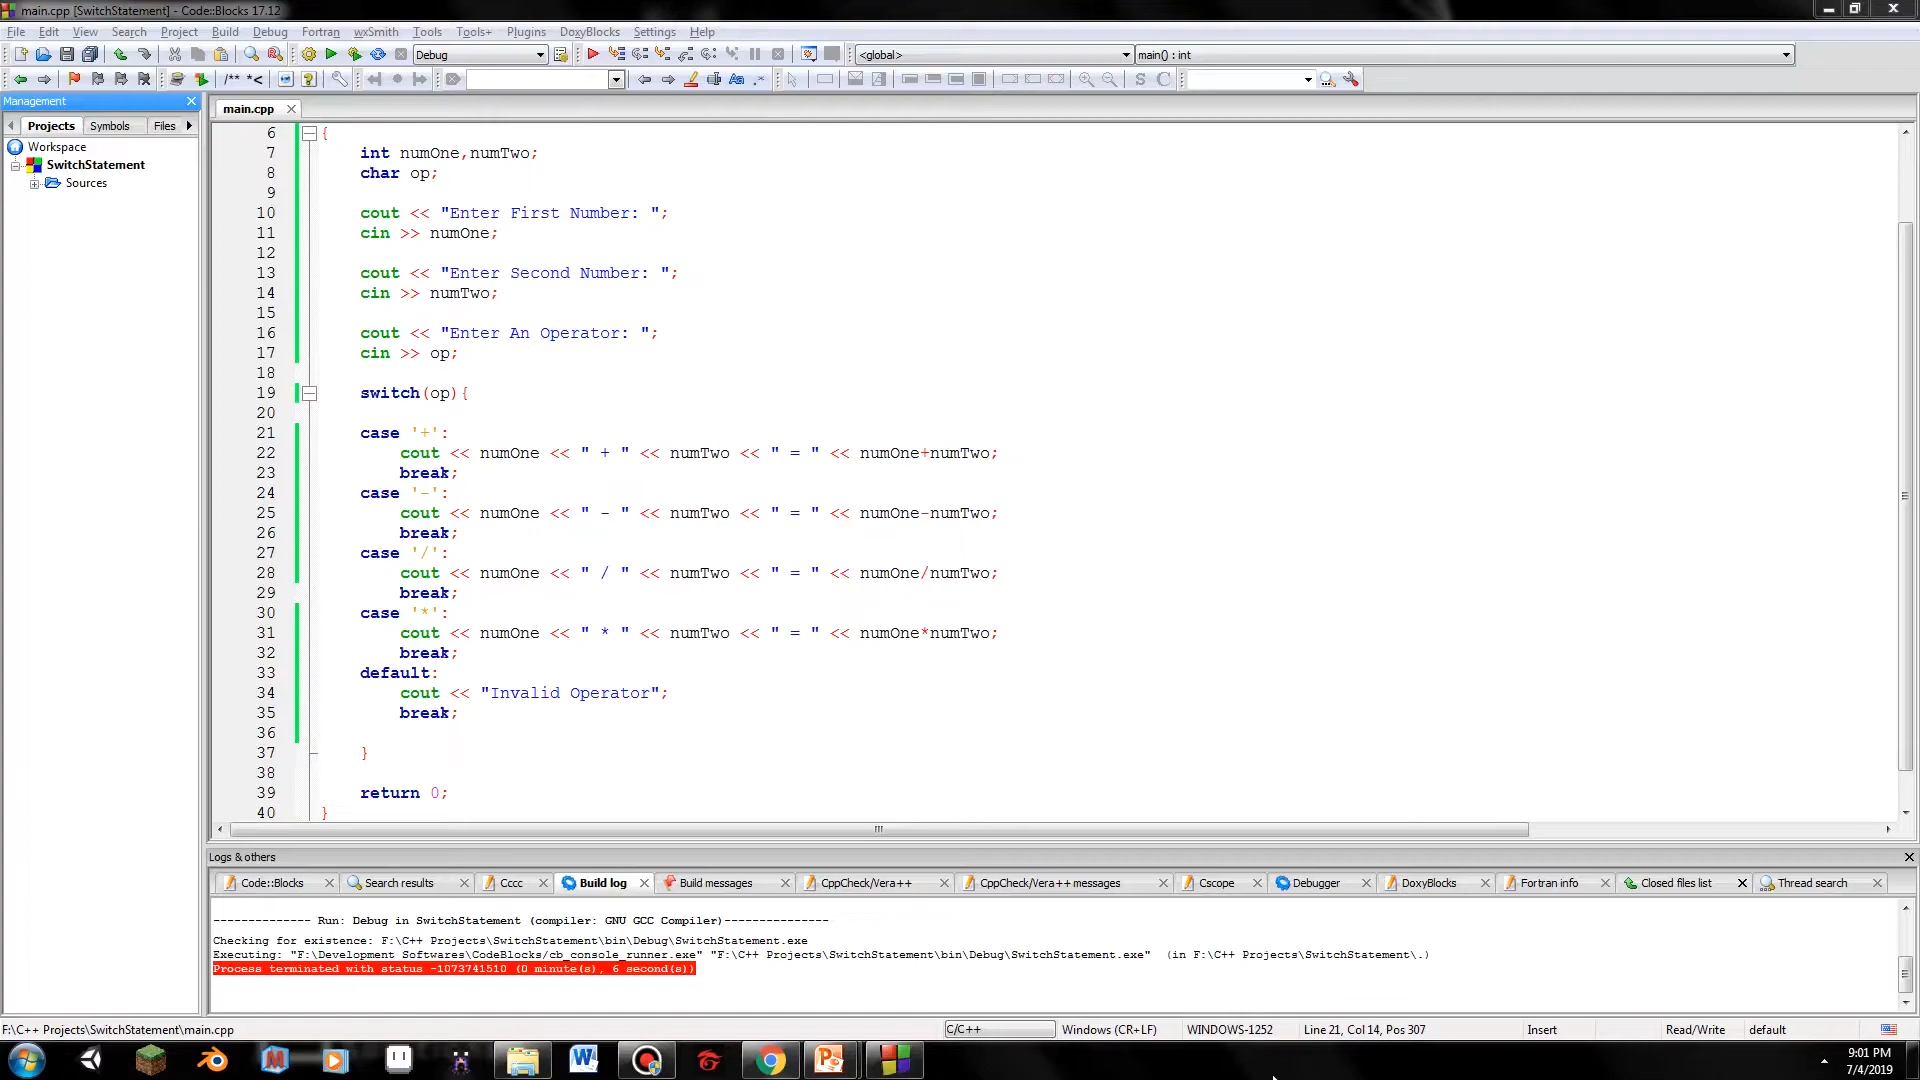 main.cpp [SwitchStatement] - Code::Blocks 17.12
File Edit View Search Project Build Debug Fortran wxSmith Tools Tools+ Plugins DoxyBlocks Settings Help
Debug <global> main() : int
/** *<
Management
main.cpp
Projects Symbols Files
Workspace
SwitchStatement
Sources
6 {
7 int numOne,numTwo;
8 char op;
9
10 cout << "Enter First Number: ";
11 cin >> numOne;
12
13 cout << "Enter Second Number: ";
14 cin >> numTwo;
15
16 cout << "Enter An Operator: ";
17 cin >> op;
18
19 switch(op){
20
21 case '+':
22 cout << numOne << " + " << numTwo << " = " << numOne+numTwo;
23 break;
24 case '-':
25 cout << numOne << " - " << numTwo << " = " << numOne-numTwo;
26 break;
27 case '/':
28 cout << numOne << " / " << numTwo << " = " << numOne/numTwo;
29 break;
30 case '*':
31 cout << numOne << " * " << numTwo << " = " << numOne*numTwo;
32 break;
33 default:
34 cout << "Invalid Operator";
35 break;
36
37 }
38
39 return 0;
40 }
Logs & others
Code::Blocks Search results Cccc Build log Build messages CppCheck/Vera++ CppCheck/Vera++ messages Cscope Debugger DoxyBlocks Fortran info Closed files list Thread search
-------------- Run: Debug in SwitchStatement (compiler: GNU GCC Compiler)---------------
Checking for existence: F:\C++ Projects\SwitchStatement\bin\Debug\SwitchStatement.exe
Executing: "F:\Development Softwares\CodeBlocks/cb_console_runner.exe" "F:\C++ Projects\SwitchStatement\bin\Debug\SwitchStatement.exe" (in F:\C++ Projects\SwitchStatement\.)
Process terminated with status -1073741510 (0 minute(s), 6 second(s))
F:\C++ Projects\SwitchStatement\main.cpp C/C++ Windows (CR+LF) WINDOWS-1252 Line 21, Col 14, Pos 307 Insert Read/Write default
9:01 PM
7/4/2019